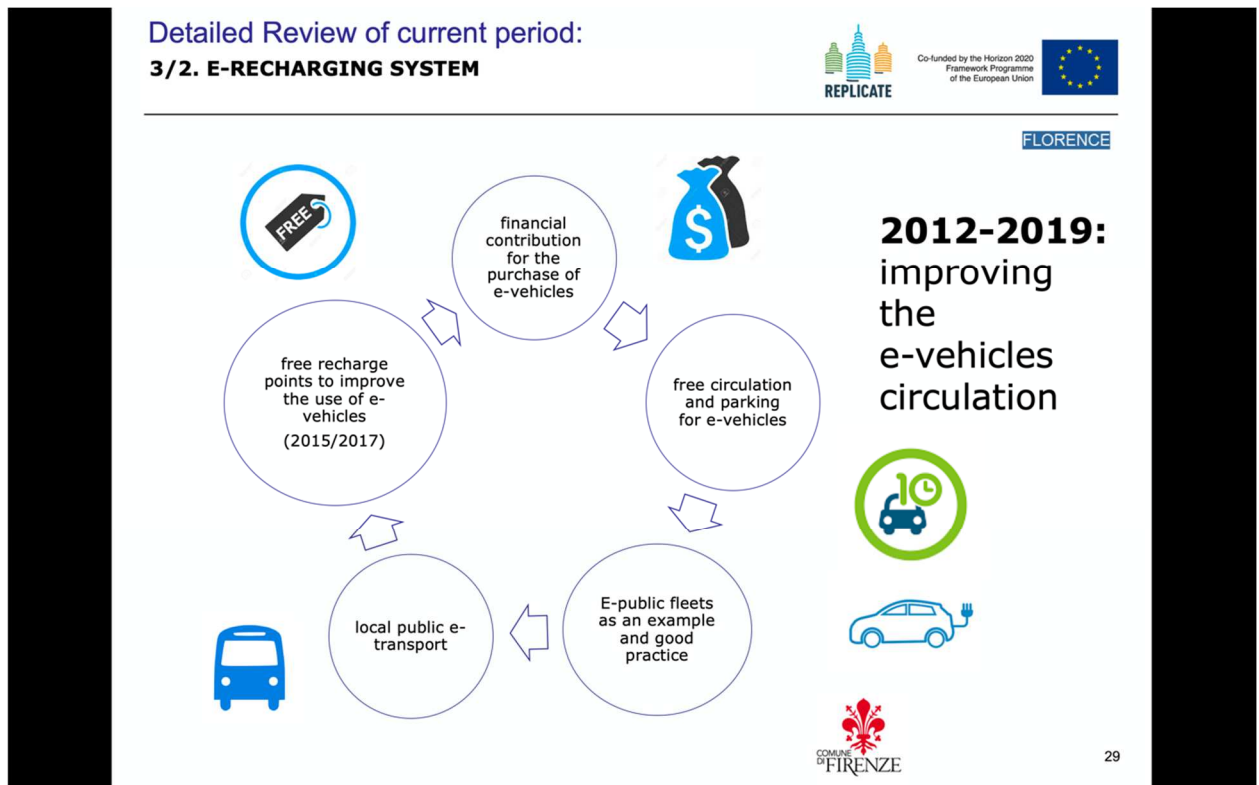 Detailed Review of current period:
3/2. E-RECHARGING SYSTEM
REPLICATE
Co-funded by the Horizon 2020
Framework Programme
of the European Union
FLORENCE
FREE
financial
contribution
for the
purchase of
e-vehicles
$
2012-2019:
improving
the
e-vehicles
circulation
free recharge
points to improve
the use of e-
vehicles
(2015/2017)
free circulation
and parking
for e-vehicles
10
E-public fleets
as an example
and good
practice
local public e-
transport
COMUNE
DI FIRENZE
29